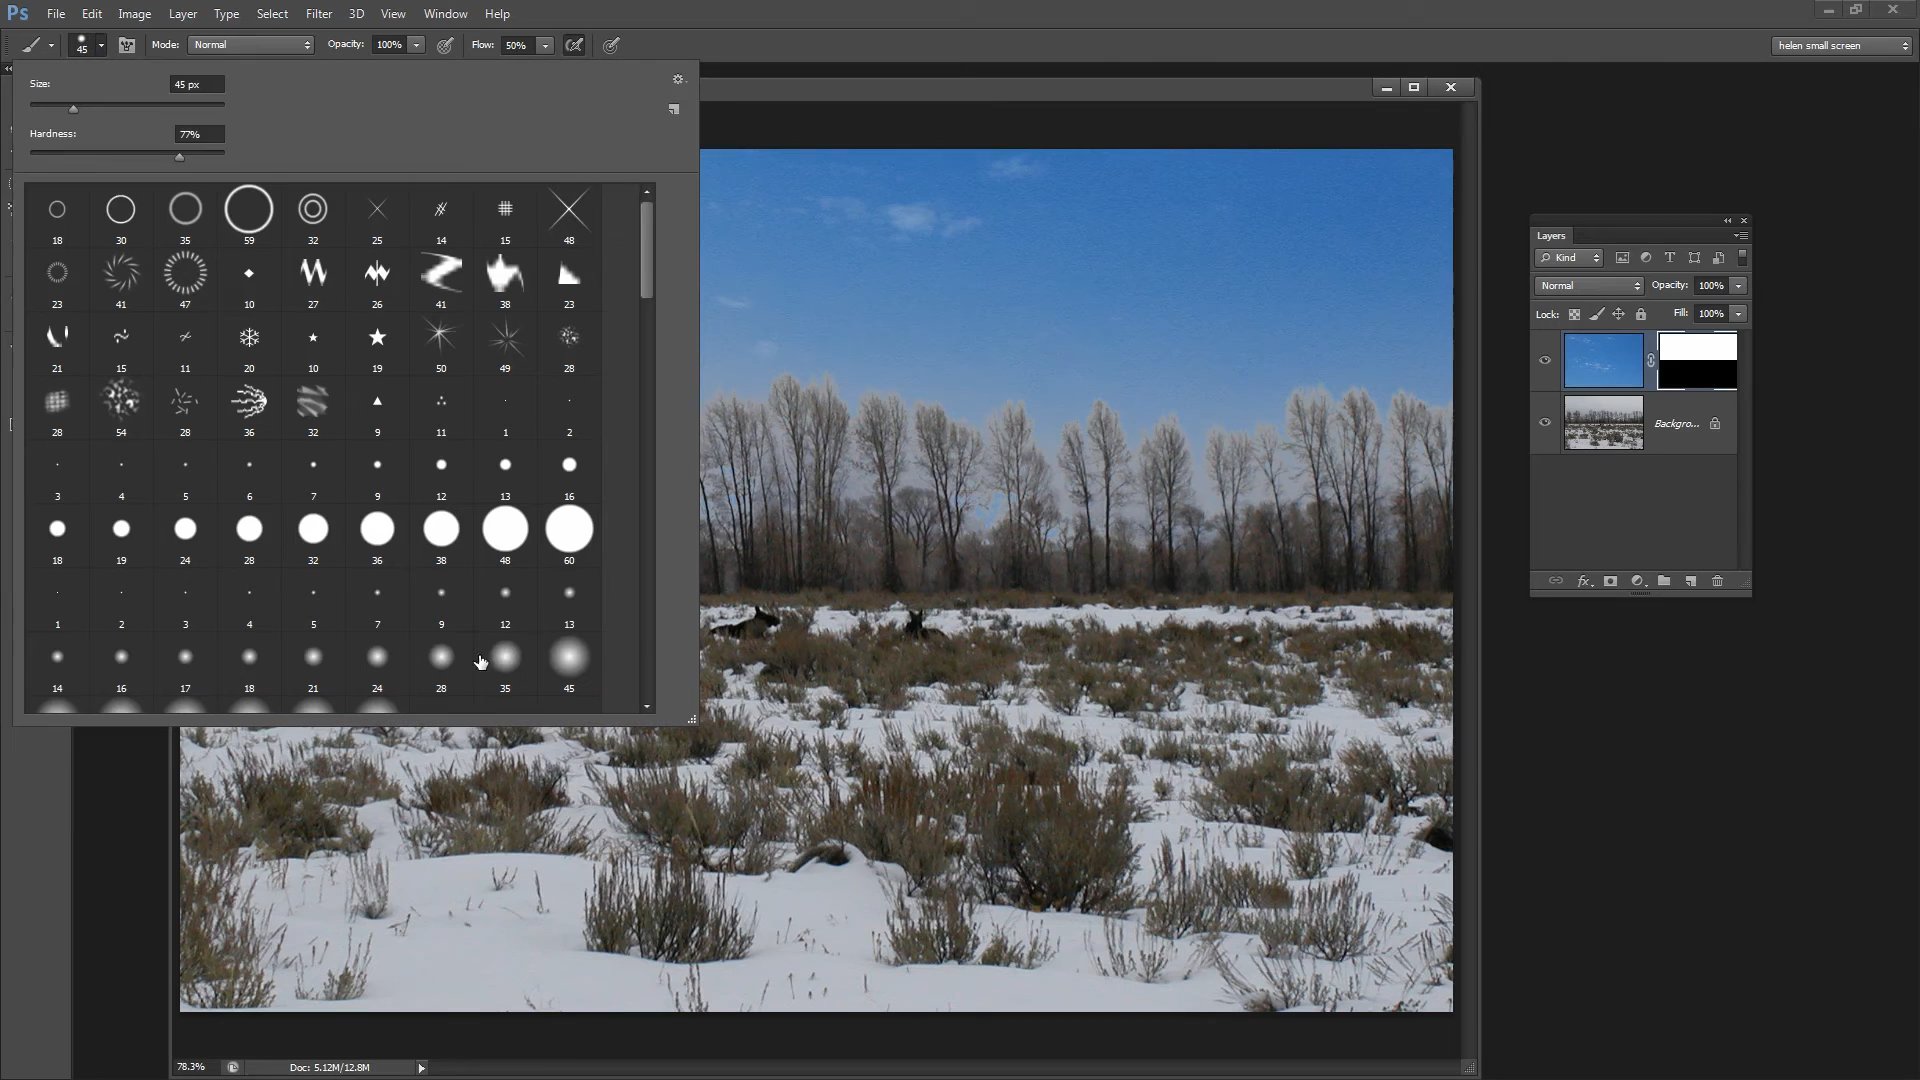 Ps File Edit Image Layer Type Select Filter 3D View Window Help
45 Mode: Normal Opacity: 100% Flow: 50% helen small screen
Size: 45 px
Hardness: 77%
18 30 35 59 32 25 14 15 48
23 41 47 10 27 26 41 38 23
21 15 11 20 10 19 50 49 28
28 54 28 36 32 9 11 1 2
3 4 5 6 7 9 12 13 16
18 19 24 28 32 36 38 48 60
1 2 3 4 5 7 9 12 13
14 16 17 18 21 24 28 35 45
Layers
Kind
Normal Opacity: 100%
Lock: Fill: 100%
Backgro...
fx
78.3% Doc: 5.12M/12.8M